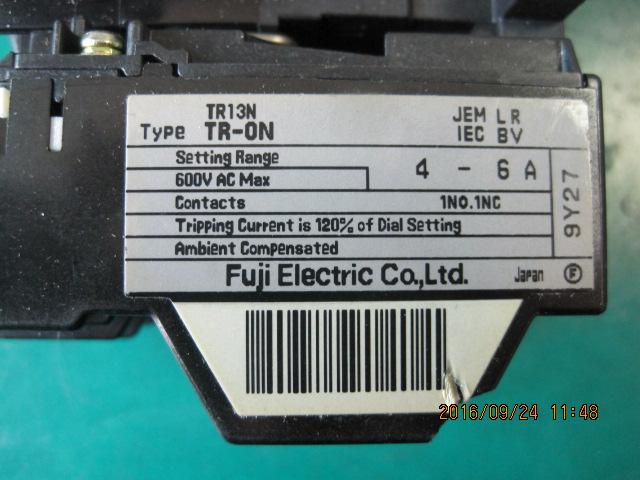 TR13N
Type TR-0N
JEM LR
IEC BV
Setting Range
4 - 6 A
600V AC Max
Contacts 1NO.1NC
Tripping Current is 120% of Dial Setting
Ambient Compensated
Fuji Electric Co.,Ltd. Japan F
9Y27
2016/09/24 11:48